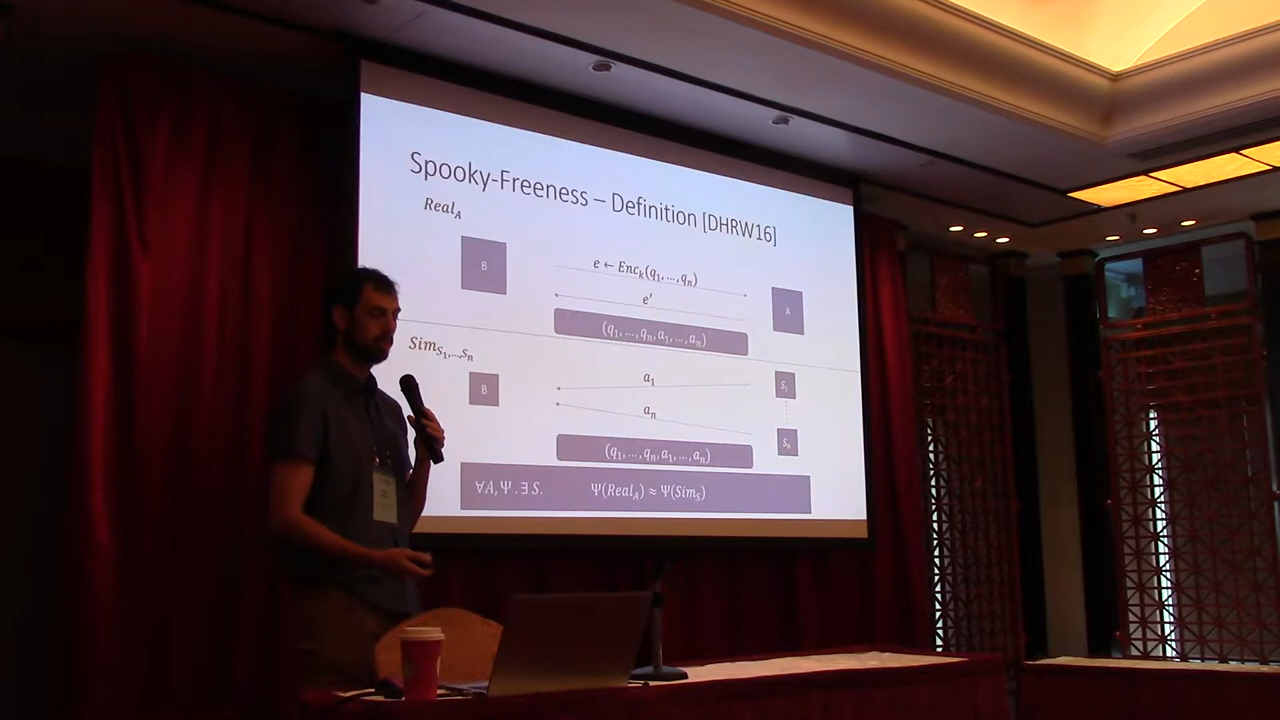 Spooky-Freeness – Definition [DHRW16]
Real_A
B
e ← Enc_k(q_1, ..., q_n)
e'
A
(q_1, ..., q_n, a_1, ..., a_n)
Sim_{S_1,...,S_n}
B
a_1
S_1
a_n
S_n
(q_1, ..., q_n, a_1, ..., a_n)
∀A, Ψ. ∃ S. Ψ(Real_A) ≈ Ψ(Sim_S)